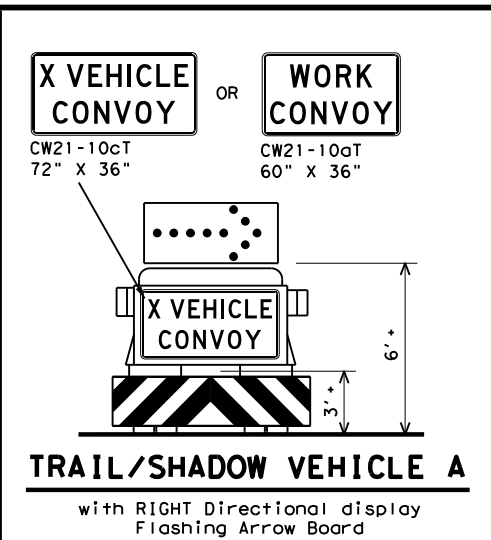 X VEHICLE
CONVOY
OR
WORK
CONVOY
CW21-10cT
72" X 36"
CW21-10aT
60" X 36"
X VEHICLE
CONVOY
6' +
3' +
TRAIL/SHADOW VEHICLE A
with RIGHT Directional display
Flashing Arrow Board